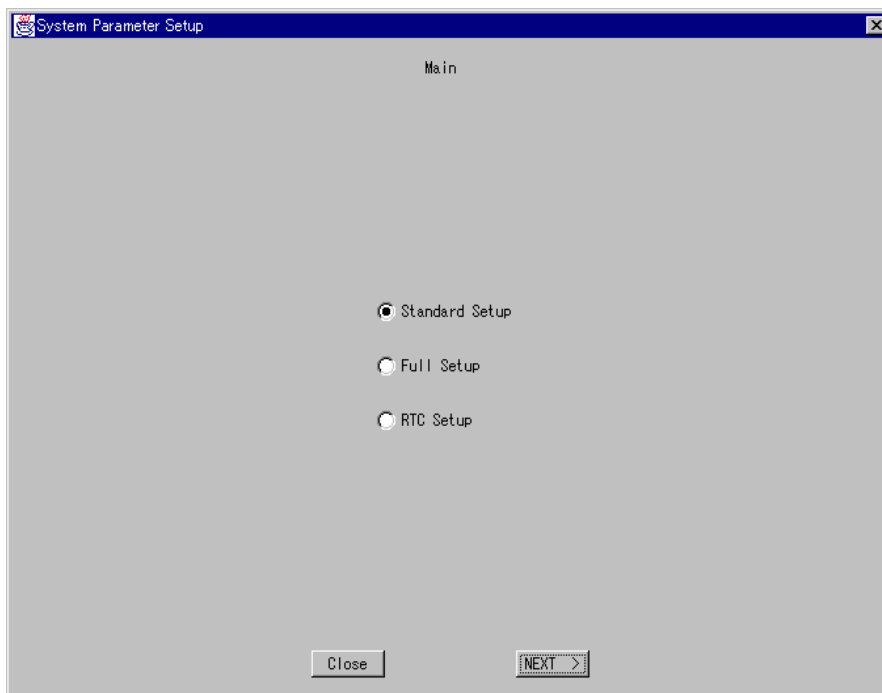 System Parameter Setup
Main
Standard Setup
Full Setup
RTC Setup
Close
NEXT >